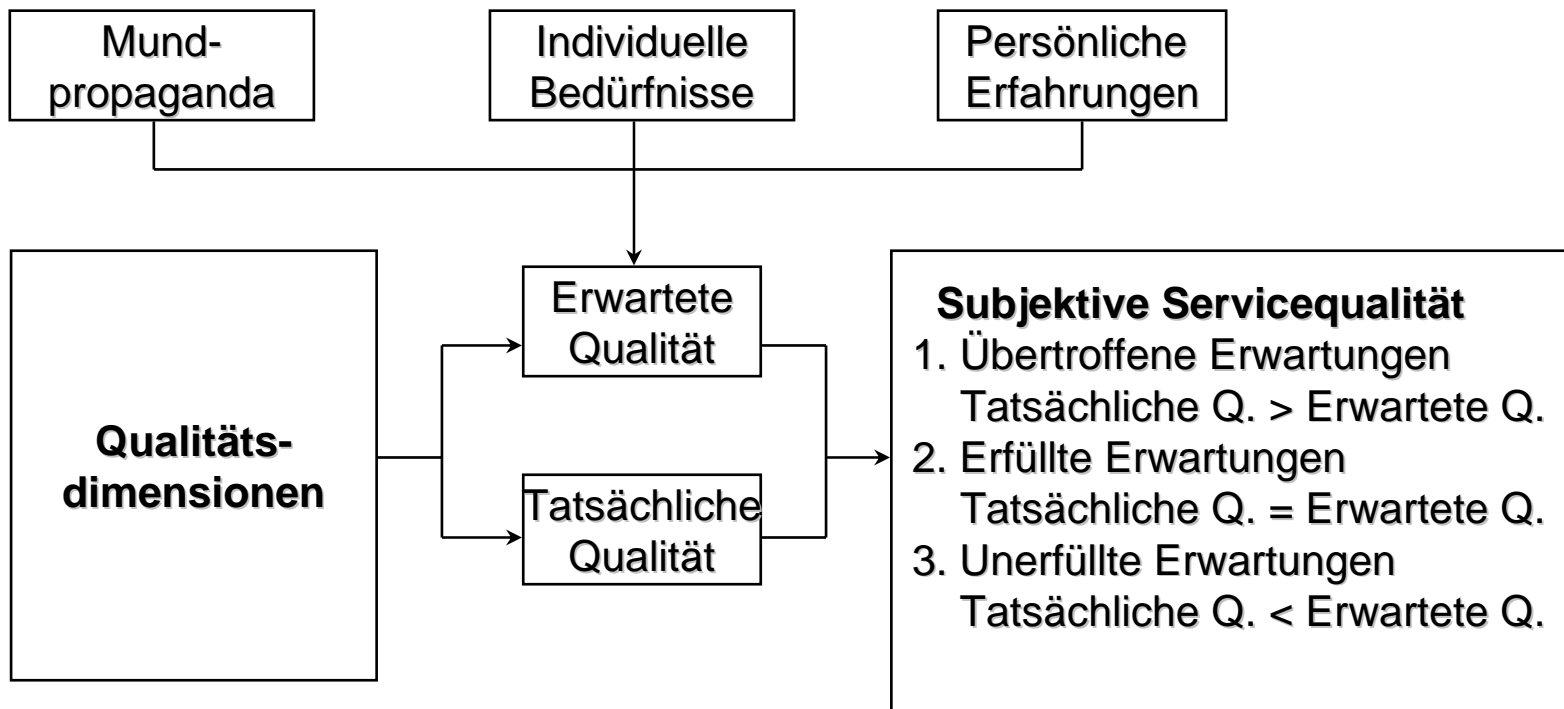 Mund-
propaganda
Individuelle
Bedürfnisse
Persönliche
Erfahrungen
Qualitäts-
dimensionen
Erwartete
Qualität
Tatsächliche
Qualität
Subjektive Servicequalität
1. Übertroffene Erwartungen
Tatsächliche Q. > Erwartete Q.
2. Erfüllte Erwartungen
Tatsächliche Q. = Erwartete Q.
3. Unerfüllte Erwartungen
Tatsächliche Q. < Erwartete Q.